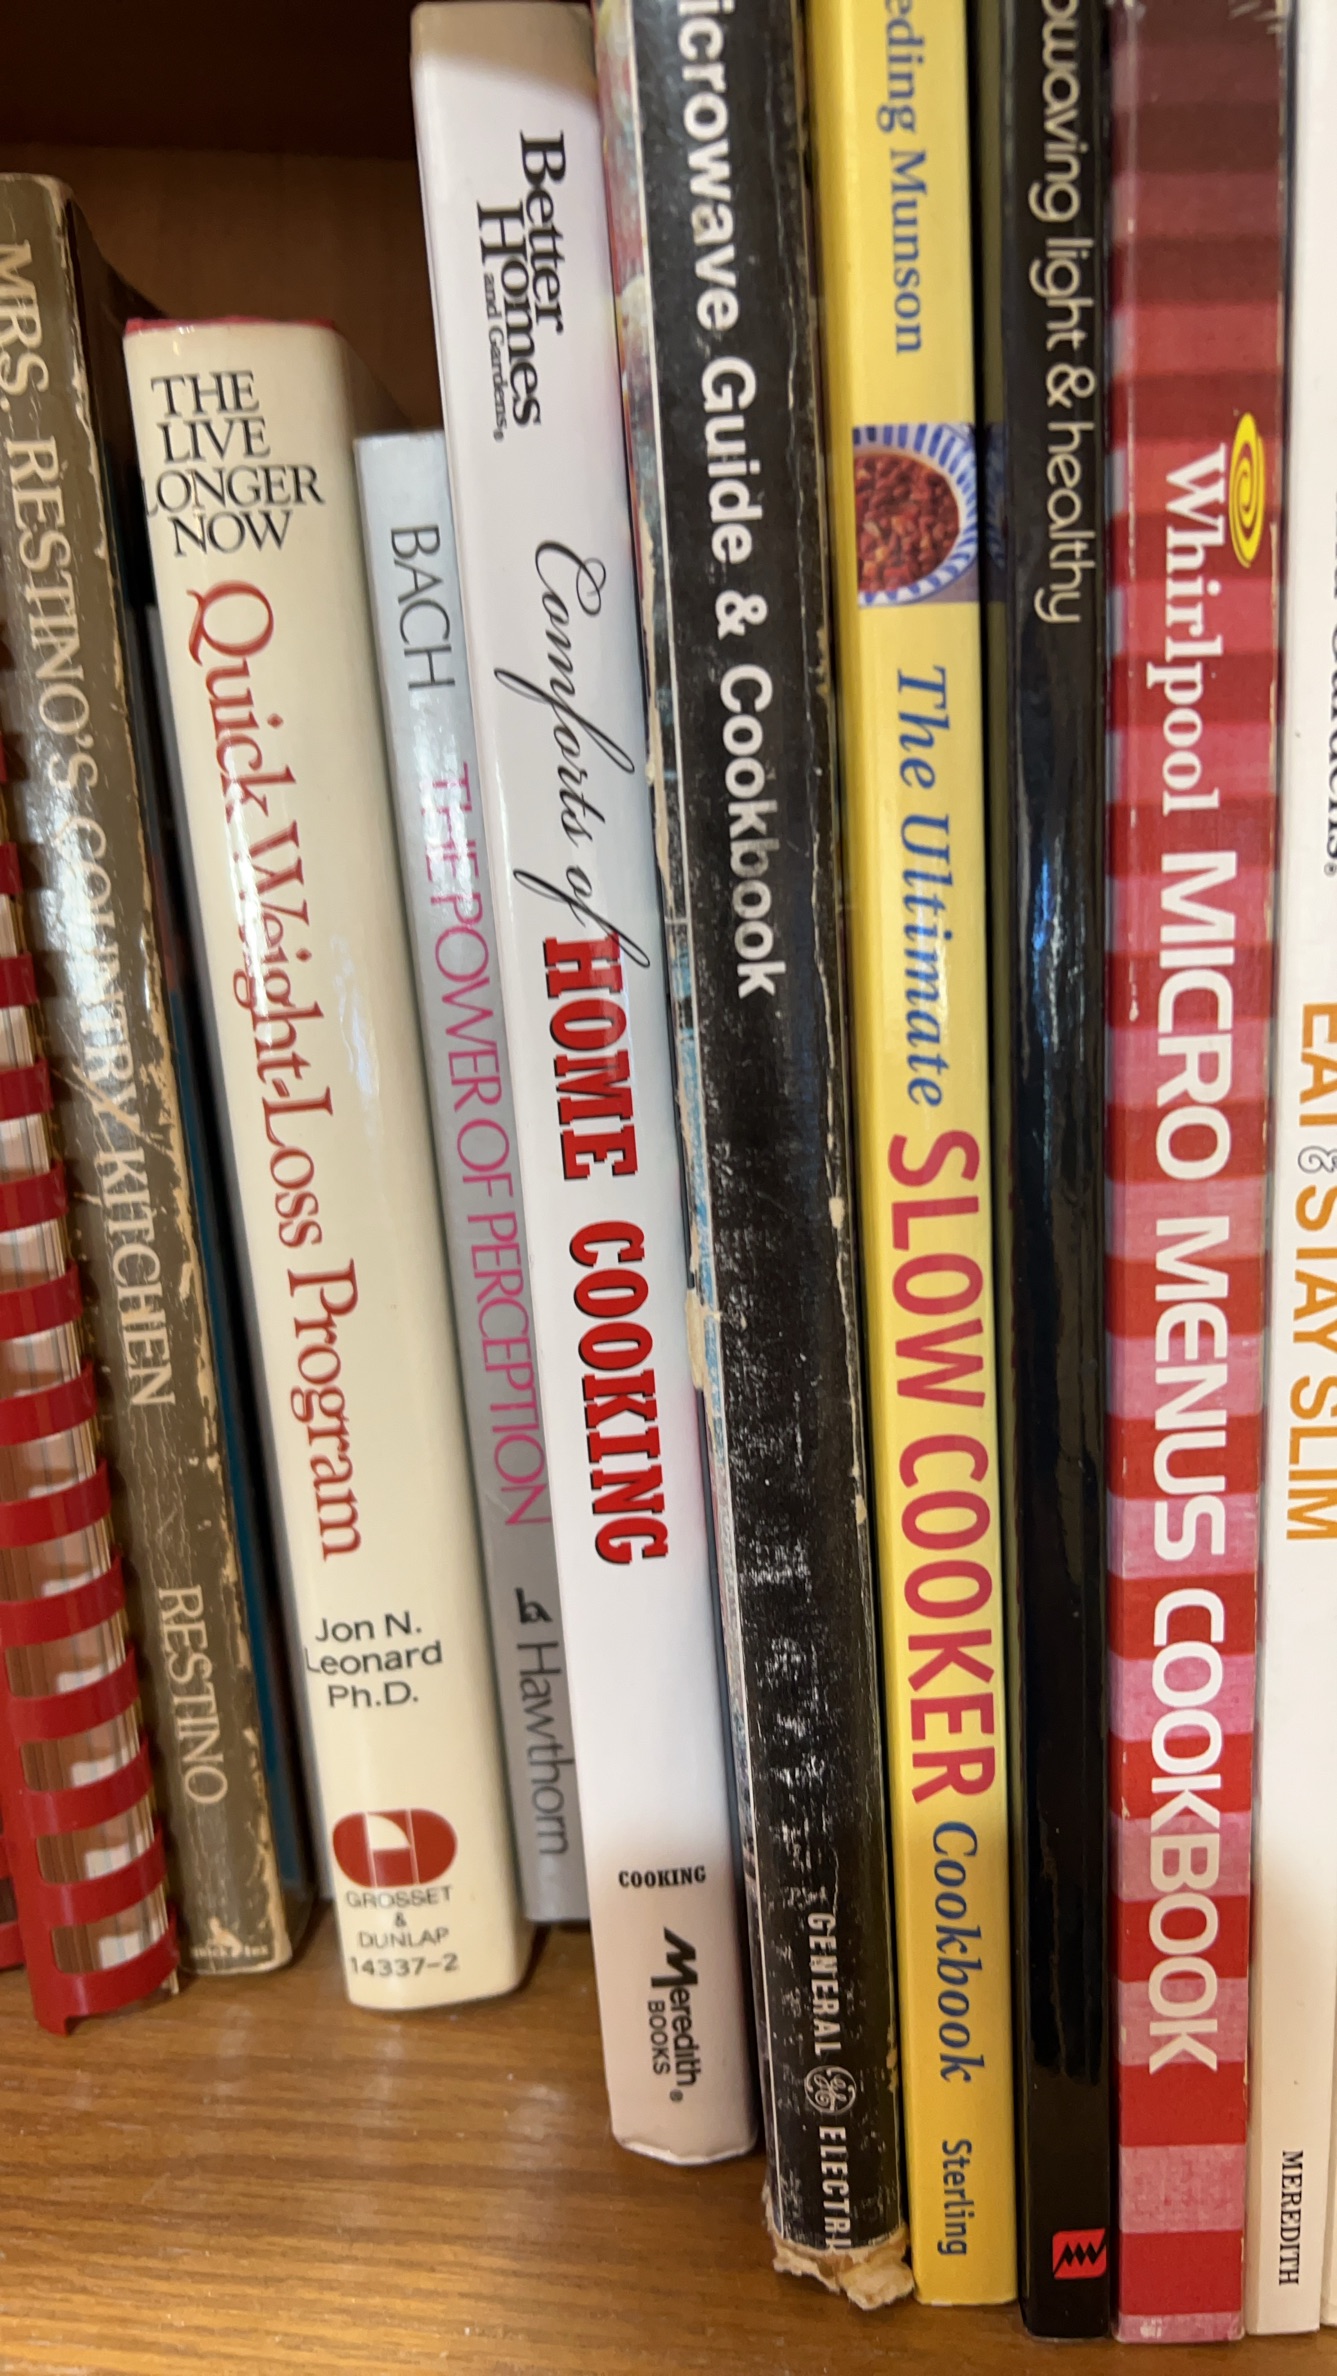 MRS. RESTINO'S COUNTRY KITCHEN
RESTINO
THE
LIVE
LONGER
NOW
Quick Weight-Loss Program
Jon N.
Leonard
Ph.D.
GROSSET
&
DUNLAP
14337-2
BACH
THE POWER OF PERCEPTION
Hawthorn
Better
Homes
and Gardens®
Comforts of
HOME COOKING
COOKING
Meredith®
BOOKS
icrowave Guide & Cookbook
GENERAL GE ELECTRI
eding Munson
The Ultimate
SLOW COOKER
Cookbook
Sterling
owaving light & healthy
Whirlpool MICRO MENUS COOKBOOK
EAT & STAY SLIM
MEREDITH